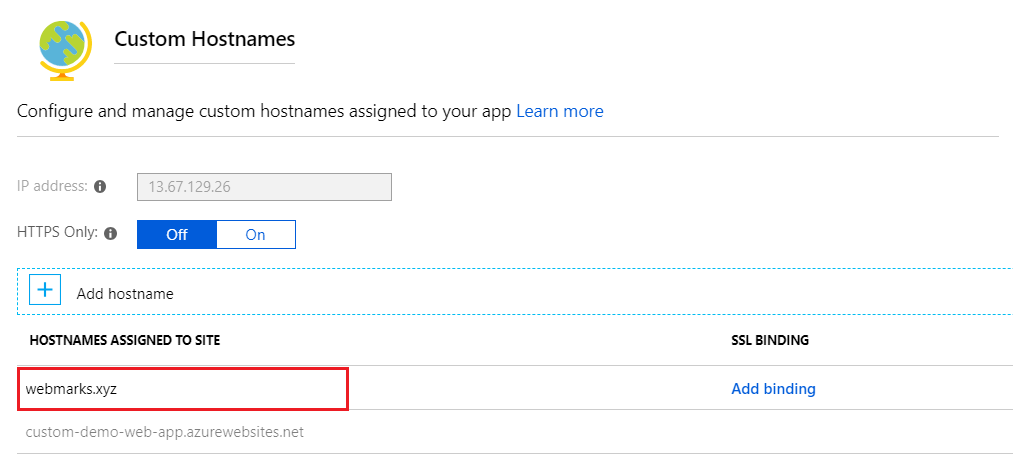 Custom Hostnames
Configure and manage custom hostnames assigned to your app Learn more
IP address: 13.67.129.26
HTTPS Only: Off On
Add hostname
HOSTNAMES ASSIGNED TO SITE SSL BINDING
webmarks.xyz Add binding
custom-demo-web-app.azurewebsites.net